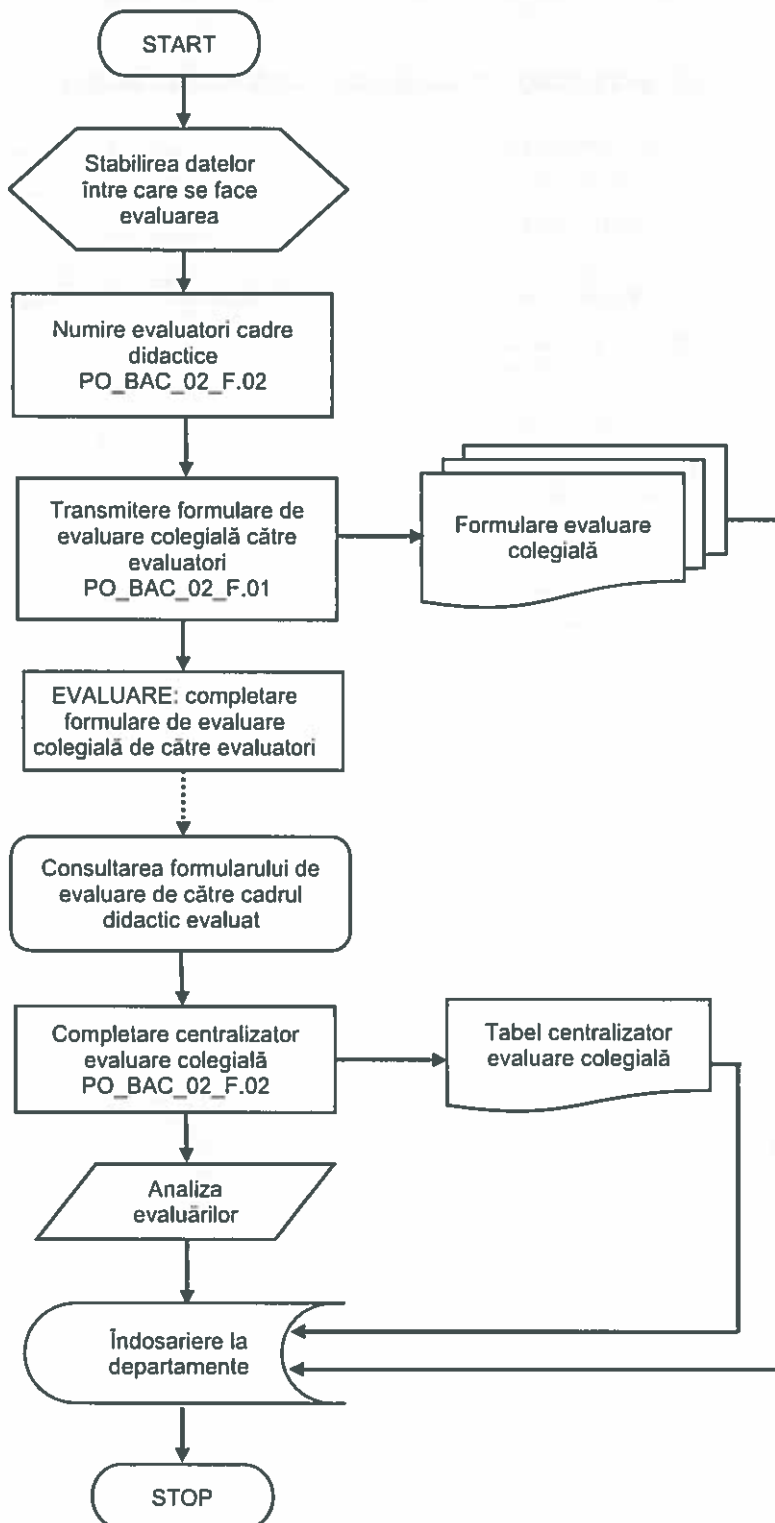 START
Stabilirea datelor
între care se face
evaluarea
Numire evaluatori cadre
didactice
PO_BAC_02_F.02
Transmitere formulare de
evaluare colegială către
evaluatori
PO_BAC_02_F.01
Formulare evaluare
colegială
EVALUARE: completare
formulare de evaluare
colegială de către evaluatori
Consultarea formularului de
evaluare de către cadrul
didactic evaluat
Completare centralizator
evaluare colegială
PO_BAC_02_F.02
Tabel centralizator
evaluare colegială
Analiza
evaluărilor
Îndosariere la
departamente
STOP